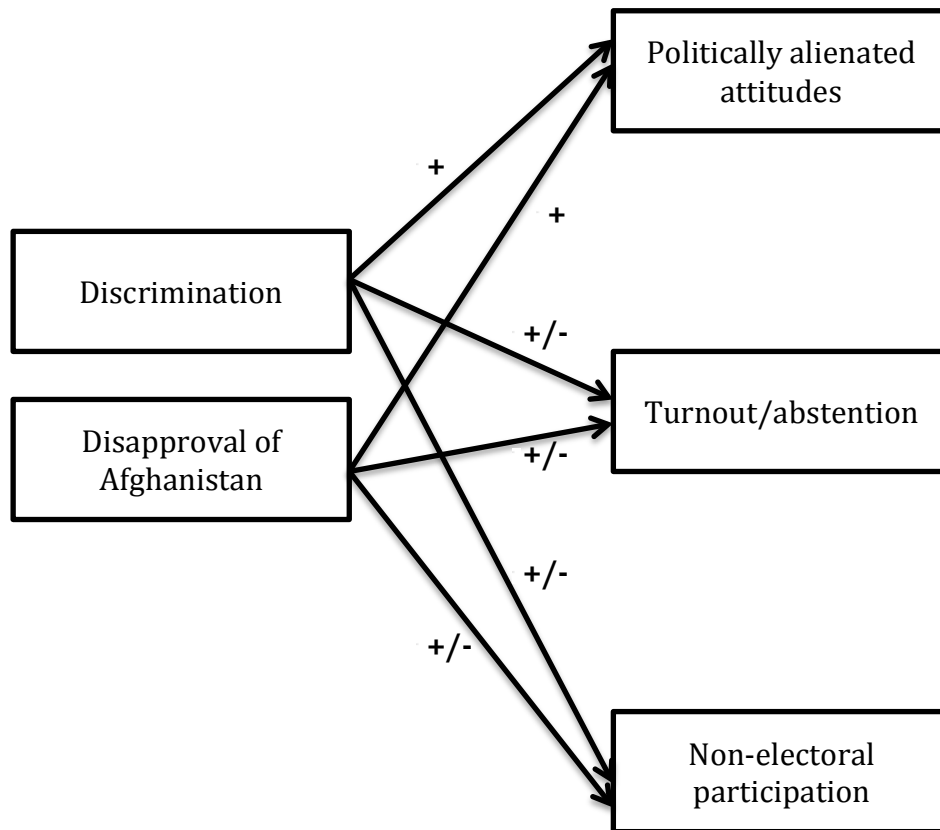 Politically alienated
attitudes
+
+
Discrimination
+/-
Turnout/abstention
Disapproval of
Afghanistan
+/-
+/-
+/-
Non-electoral
participation